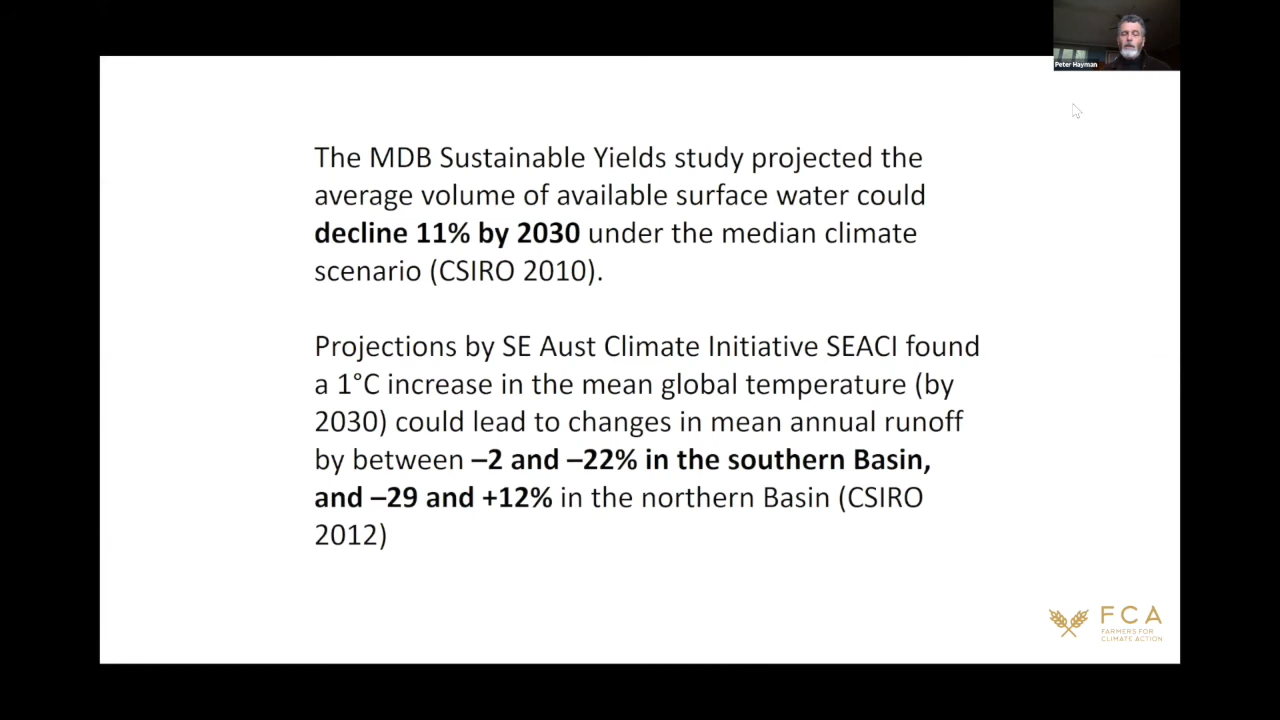 Peter Hayman
The MDB Sustainable Yields study projected the
average volume of available surface water could
decline 11% by 2030 under the median climate
scenario (CSIRO 2010).
Projections by SE Aust Climate Initiative SEACI found
a 1°C increase in the mean global temperature (by
2030) could lead to changes in mean annual runoff
by between –2 and –22% in the southern Basin,
and –29 and +12% in the northern Basin (CSIRO
2012)
FCA
FARMERS FOR
CLIMATE ACTION